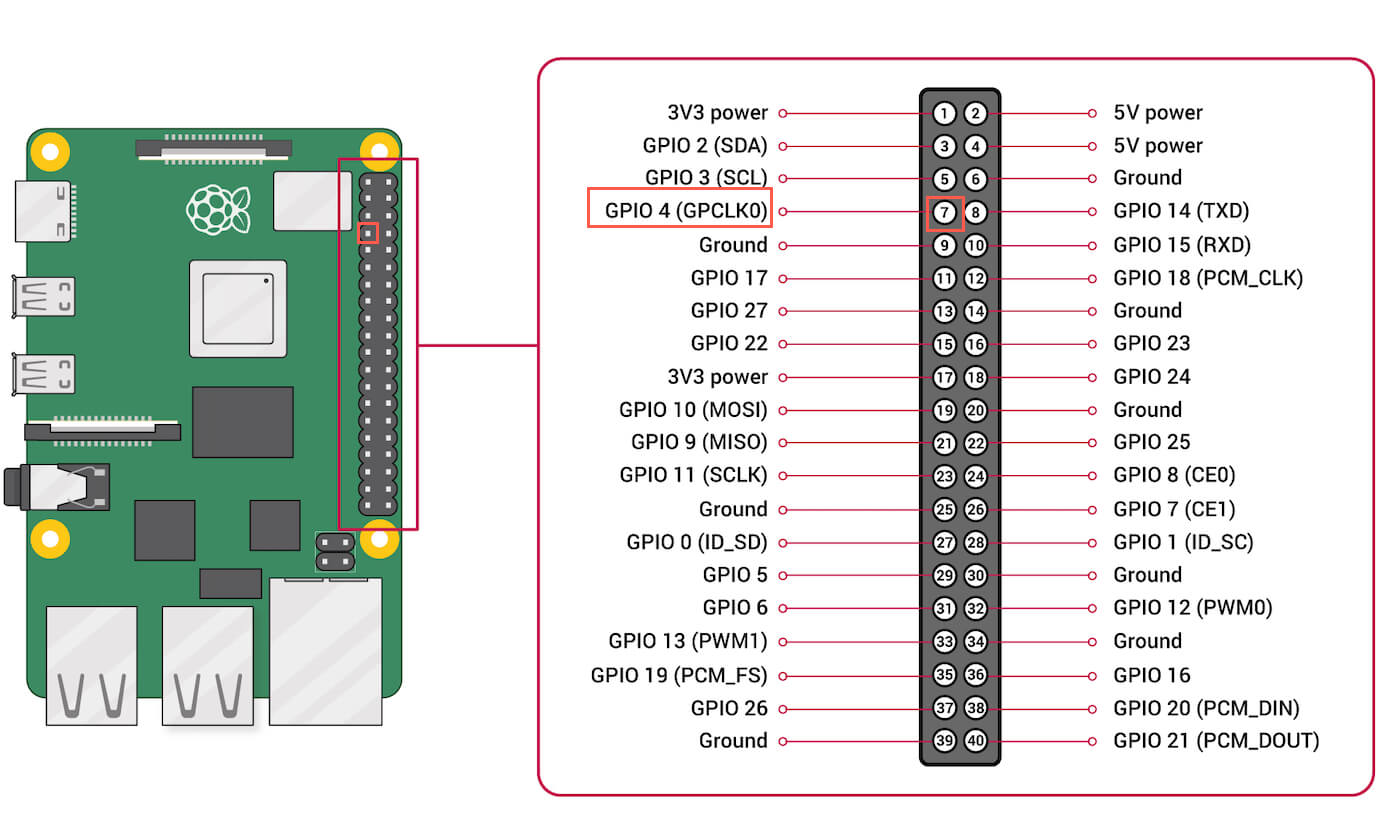 3V3 power 1 2 5V power
GPIO 2 (SDA) 3 4 5V power
GPIO 3 (SCL) 5 6 Ground
GPIO 4 (GPCLK0) 7 8 GPIO 14 (TXD)
Ground 9 10 GPIO 15 (RXD)
GPIO 17 11 12 GPIO 18 (PCM_CLK)
GPIO 27 13 14 Ground
GPIO 22 15 16 GPIO 23
3V3 power 17 18 GPIO 24
GPIO 10 (MOSI) 19 20 Ground
GPIO 9 (MISO) 21 22 GPIO 25
GPIO 11 (SCLK) 23 24 GPIO 8 (CE0)
Ground 25 26 GPIO 7 (CE1)
GPIO 0 (ID_SD) 27 28 GPIO 1 (ID_SC)
GPIO 5 29 30 Ground
GPIO 6 31 32 GPIO 12 (PWM0)
GPIO 13 (PWM1) 33 34 Ground
GPIO 19 (PCM_FS) 35 36 GPIO 16
GPIO 26 37 38 GPIO 20 (PCM_DIN)
Ground 39 40 GPIO 21 (PCM_DOUT)